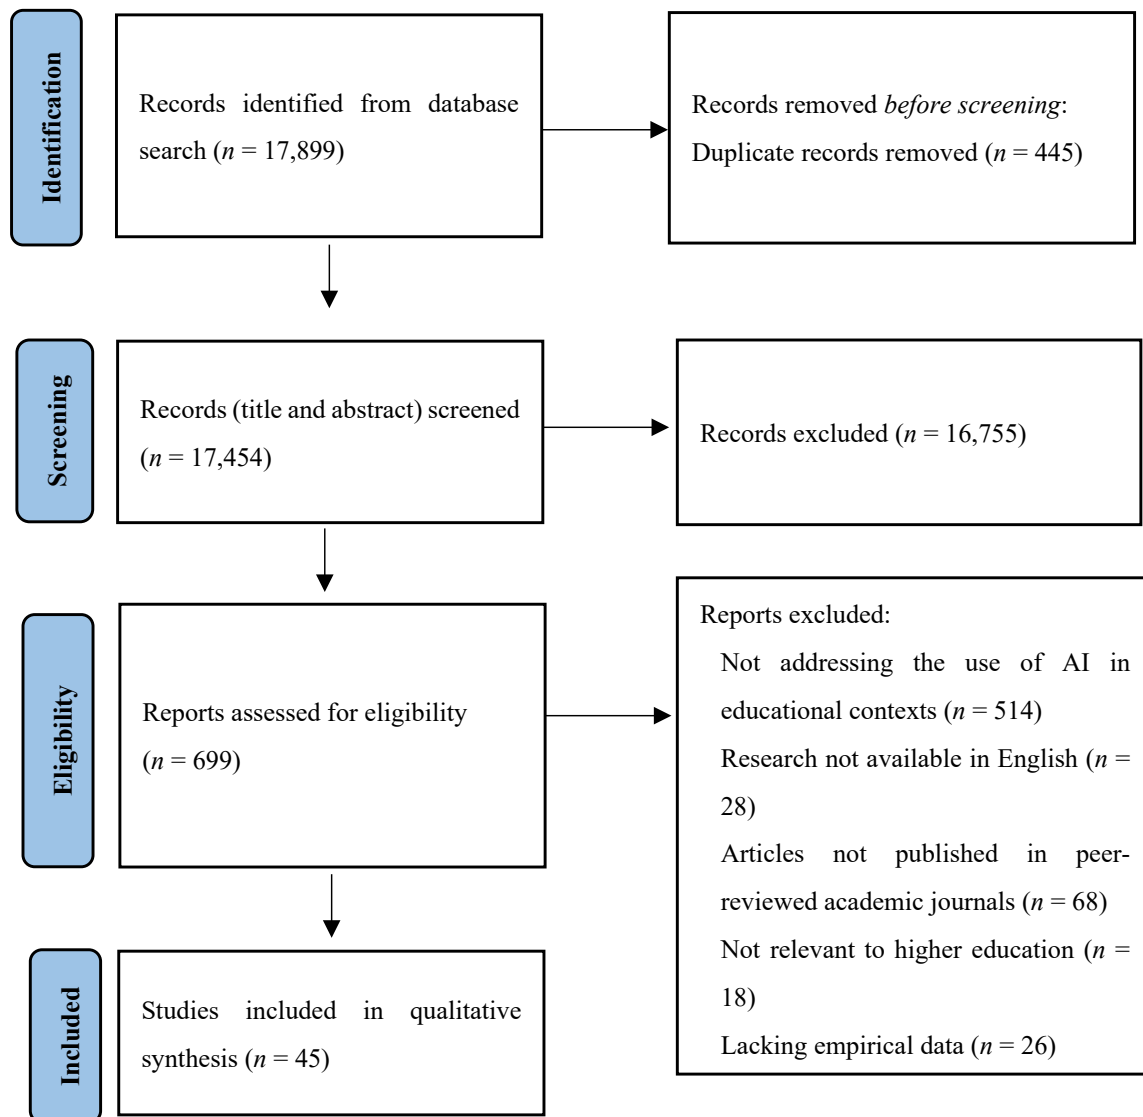 Identification
Records identified from database
search (n = 17,899)
Records removed before screening:
Duplicate records removed (n = 445)
Screening
Records (title and abstract) screened
(n = 17,454)
Records excluded (n = 16,755)
Eligibility
Reports assessed for eligibility
(n = 699)
Reports excluded:
Not addressing the use of AI in
educational contexts (n = 514)
Research not available in English (n =
28)
Articles not published in peer-
reviewed academic journals (n = 68)
Not relevant to higher education (n =
18)
Lacking empirical data (n = 26)
Included
Studies included in qualitative
synthesis (n = 45)